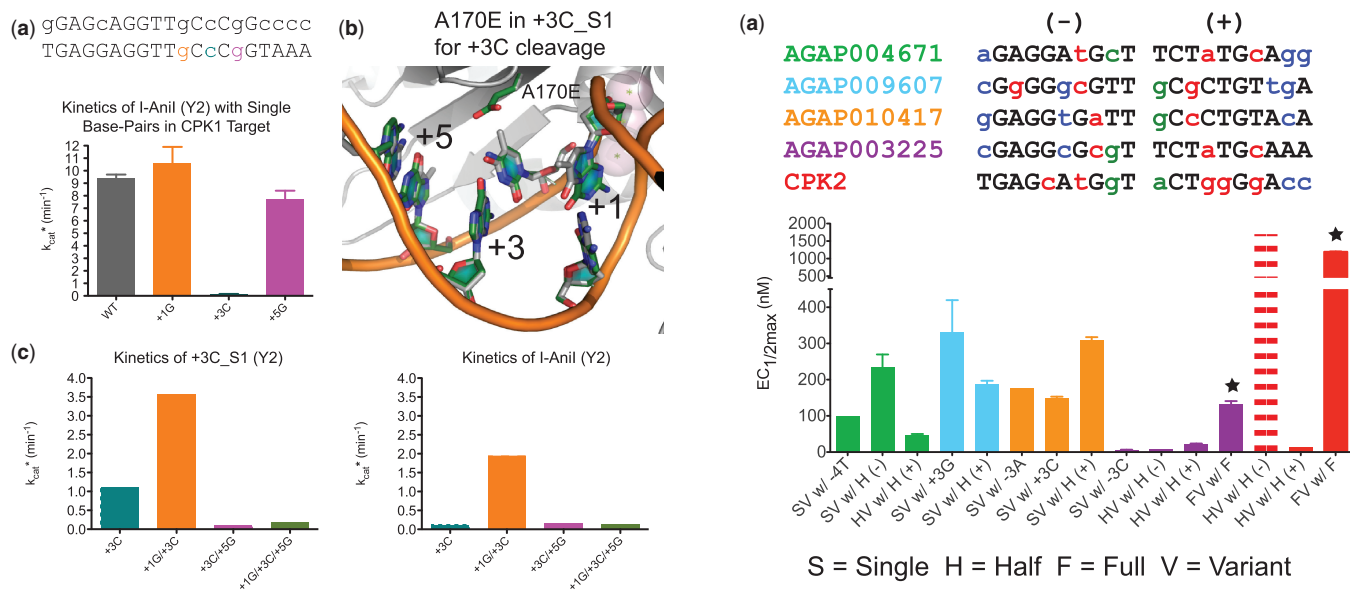 (a)
gGAGcAGGTTgCcCgGcccc
TGAGGAGGTTgCcCgGTAAA
Kinetics of I-AniI (Y2) with Single
Base-Pairs in CPK1 Target
kcat* (min⁻¹)
12
11
10
9
8
7
6
5
4
3
2
1
0
WT
+1G
+3C
+5G
(b)
A170E in +3C_S1
for +3C cleavage
A170E
+5
+3
+1
(c)
Kinetics of +3C_S1 (Y2)
kcat* (min⁻¹)
4.0
3.5
3.0
2.5
2.0
1.5
1.0
0.5
0.0
+3C
+1G/+3C
+3C/+5G
+1G/+3C/+5G
Kinetics of I-AniI (Y2)
kcat* (min⁻¹)
4.0
3.5
3.0
2.5
2.0
1.5
1.0
0.5
0.0
+3C
+1G/+3C
+3C/+5G
+1G/+3C/+5G
(a)
(-) (+)
AGAP004671 aGAGGAtGcT TCTaTGcAgg
AGAP009607 cGgGGgcGTT gCgCTGTtgA
AGAP010417 gGAGGtGaTT gCcCTGTAcA
AGAP003225 cGAGGcGcgT TCTaTGcAAA
CPK2 TGAGcAtGgT aCTggGgAcc
EC1/2max (nM)
2000
1500
1000
500
400
300
200
100
0
SV w/ -4T
SV w/ H (-)
HV w/ H (+)
SV w/ +3G
SV w/ H (+)
SV w/ -3A
SV w/ +3C
SV w/ H (+)
SV w/ -3C
HV w/ H (-)
HV w/ H (+)
FV w/ F
HV w/ H (-)
HV w/ H (+)
FV w/ F
S = Single H = Half F = Full V = Variant